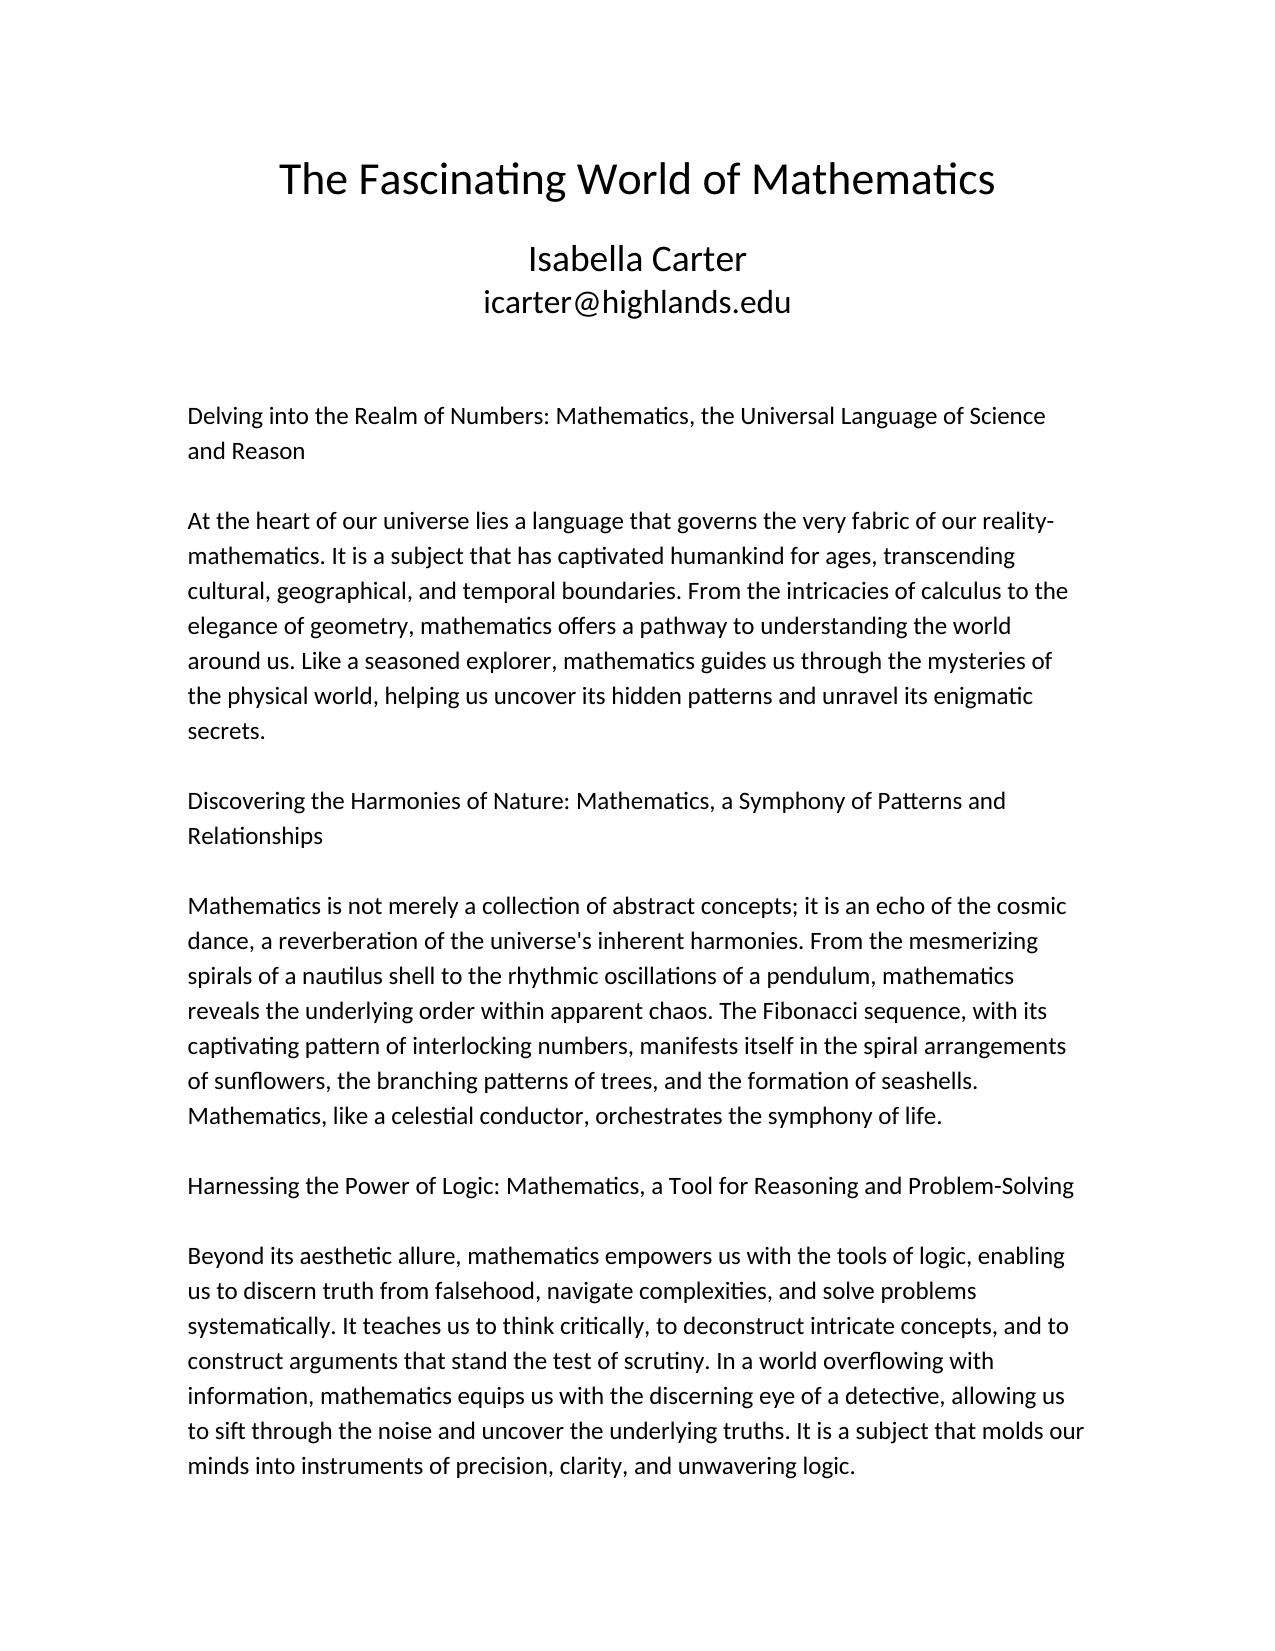 The Fascinating World of Mathematics
Isabella Carter
icarter@highlands.edu
Delving into the Realm of Numbers: Mathematics, the Universal Language of Science
and Reason
At the heart of our universe lies a language that governs the very fabric of our reality-
mathematics. It is a subject that has captivated humankind for ages, transcending
cultural, geographical, and temporal boundaries. From the intricacies of calculus to the
elegance of geometry, mathematics offers a pathway to understanding the world
around us. Like a seasoned explorer, mathematics guides us through the mysteries of
the physical world, helping us uncover its hidden patterns and unravel its enigmatic
secrets.
Discovering the Harmonies of Nature: Mathematics, a Symphony of Patterns and
Relationships
Mathematics is not merely a collection of abstract concepts; it is an echo of the cosmic
dance, a reverberation of the universe's inherent harmonies. From the mesmerizing
spirals of a nautilus shell to the rhythmic oscillations of a pendulum, mathematics
reveals the underlying order within apparent chaos. The Fibonacci sequence, with its
captivating pattern of interlocking numbers, manifests itself in the spiral arrangements
of sunflowers, the branching patterns of trees, and the formation of seashells.
Mathematics, like a celestial conductor, orchestrates the symphony of life.
Harnessing the Power of Logic: Mathematics, a Tool for Reasoning and Problem-Solving
Beyond its aesthetic allure, mathematics empowers us with the tools of logic, enabling
us to discern truth from falsehood, navigate complexities, and solve problems
systematically. It teaches us to think critically, to deconstruct intricate concepts, and to
construct arguments that stand the test of scrutiny. In a world overflowing with
information, mathematics equips us with the discerning eye of a detective, allowing us
to sift through the noise and uncover the underlying truths. It is a subject that molds our
minds into instruments of precision, clarity, and unwavering logic.